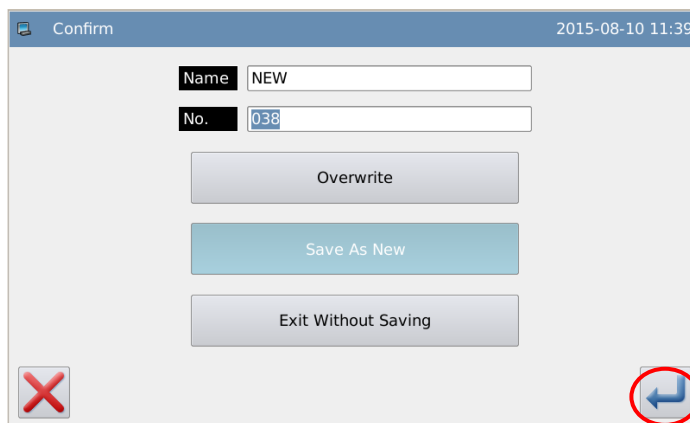 Confirm 2015-08-10 11:39
Name NEW
No. 038
Overwrite
Save As New
Exit Without Saving